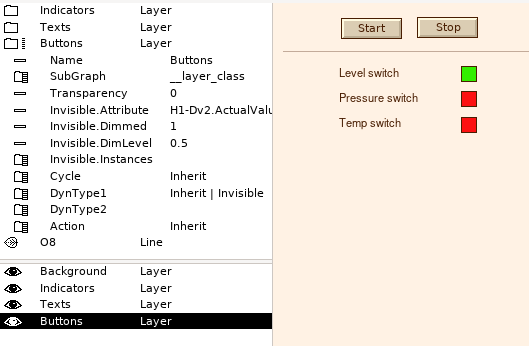 Indicators Layer
Texts Layer
Buttons Layer
Name Buttons
SubGraph __layer_class
Transparency 0
Invisible.Attribute H1-Dv2.ActualValu
Invisible.Dimmed 1
Invisible.DimLevel 0.5
Invisible.Instances
Cycle Inherit
DynType1 Inherit | Invisible
DynType2
Action Inherit
O8 Line
Background Layer
Indicators Layer
Texts Layer
Buttons Layer
Start Stop
Level switch
Pressure switch
Temp switch